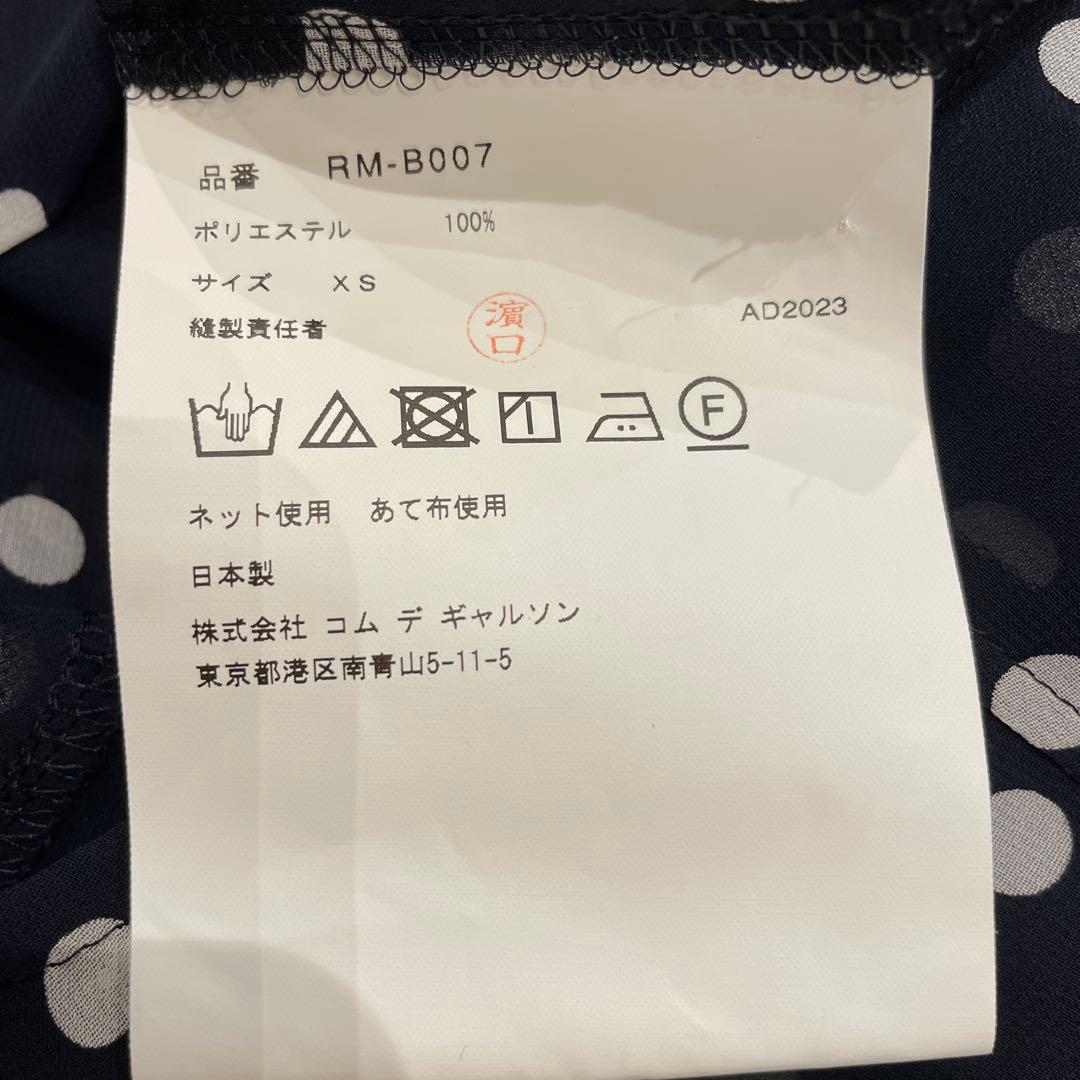 品番 RM-B007
ポリエステル 100%
サイズ XS
縫製責任者 濵口 AD2023
F
ネット使用 あて布使用
日本製
株式会社 コム デ ギャルソン
東京都港区南青山5-11-5